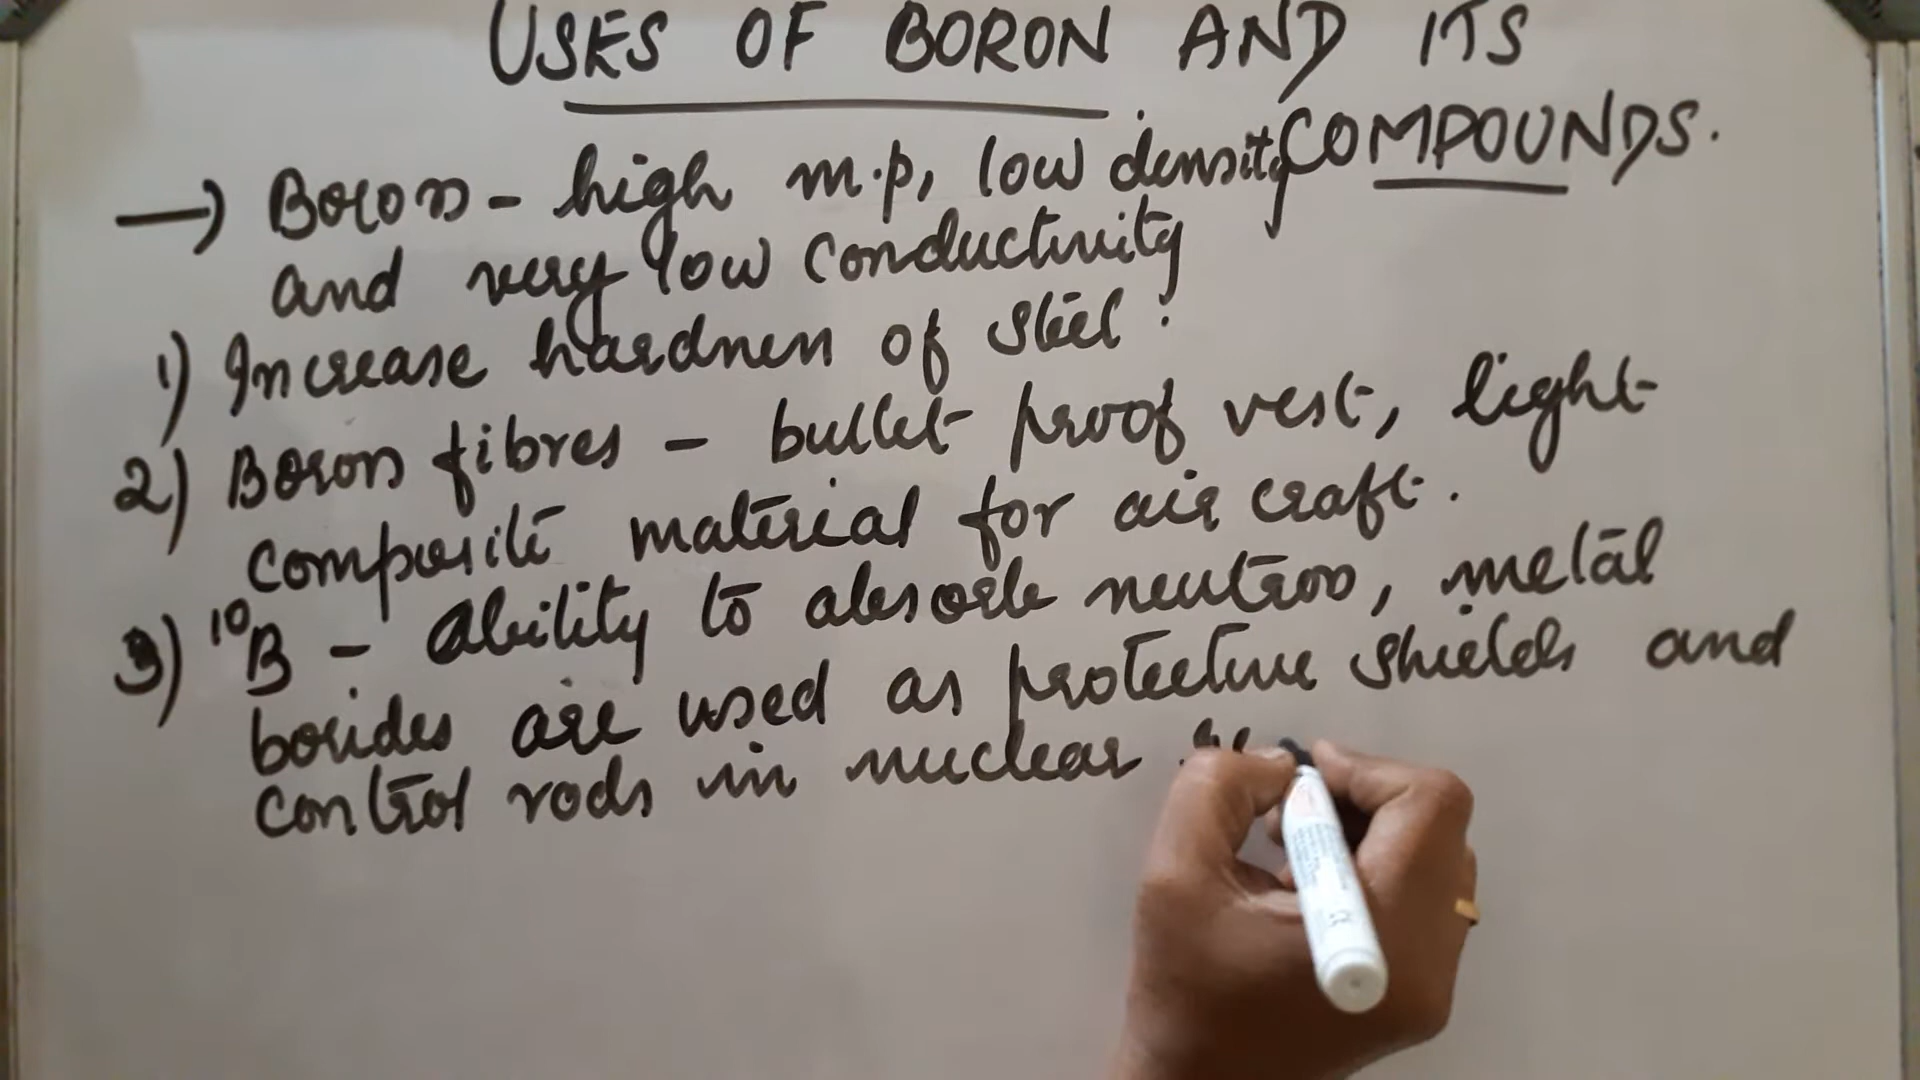 USES OF BORON AND ITS
COMPOUNDS.
→ Boron - high m.p, low density
and very low conductivity
1) Increase hardness of steel.
2) Boron fibres - bullet proof vest, light
composite material for air craft.
3) ¹⁰B - ability to absorb neutron, metal
borides are used as protective shields and
control rods in nuclear